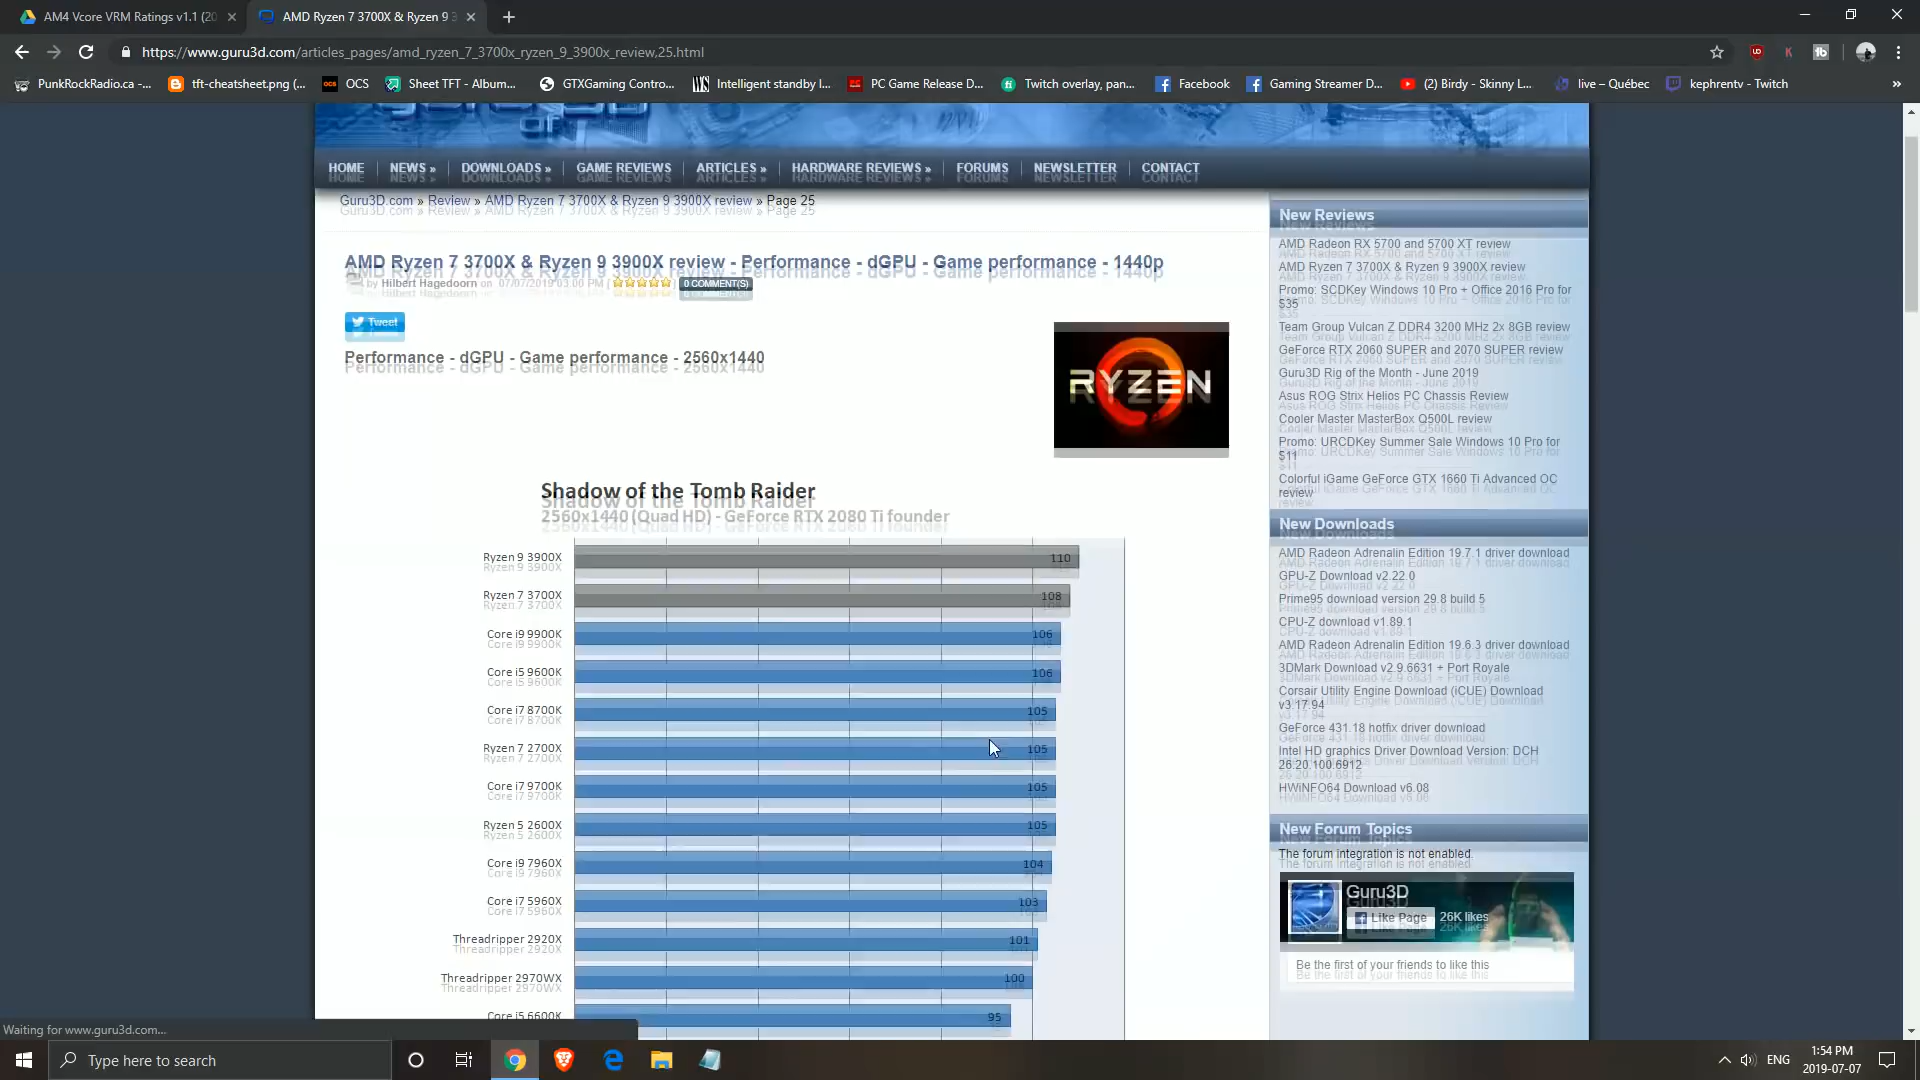 AM4 Vcore VRM Ratings v1.1 (20
AMD Ryzen 7 3700X & Ryzen 9 3
https://www.guru3d.com/articles_pages/amd_ryzen_7_3700x_ryzen_9_3900x_review,25.html
PunkRockRadio.ca -...
tft-cheatsheet.png (...
OCS
Sheet TFT - Album...
GTXGaming Contro...
Intelligent standby l...
PC Game Release D...
Twitch overlay, pan...
Facebook
Gaming Streamer D...
(2) Birdy - Skinny L...
live – Québec
kephrentv - Twitch
HOME
NEWS »
DOWNLOADS »
GAME REVIEWS
ARTICLES »
HARDWARE REVIEWS »
FORUMS
NEWSLETTER
CONTACT
Guru3D.com » Review » AMD Ryzen 7 3700X & Ryzen 9 3900X review » Page 25
AMD Ryzen 7 3700X & Ryzen 9 3900X review - Performance - dGPU - Game performance - 1440p
by Hilbert Hagedoorn on 07/07/2019 03:00 PM [ ] 0 COMMENT(S)
Tweet
Performance - dGPU - Game performance - 2560x1440
RYZEN
Shadow of the Tomb Raider
2560x1440 (Quad HD) - GeForce RTX 2080 Ti founder
Ryzen 9 3900X 110
Ryzen 7 3700X 108
Core i9 9900K 106
Core i5 9600K 106
Core i7 8700K 105
Ryzen 7 2700X 105
Core i7 9700K 105
Ryzen 5 2600X 105
Core i9 7960X 104
Core i7 5960X 103
Threadripper 2920X 101
Threadripper 2970WX 100
Core i5 6600K 95
New Reviews
AMD Radeon RX 5700 and 5700 XT review
AMD Ryzen 7 3700X & Ryzen 9 3900X review
Promo: SCDKey Windows 10 Pro + Office 2016 Pro for
$35
Team Group Vulcan Z DDR4 3200 MHz 2x 8GB review
GeForce RTX 2060 SUPER and 2070 SUPER review
Guru3D Rig of the Month - June 2019
Asus ROG Strix Helios PC Chassis Review
Cooler Master MasterBox Q500L review
Promo: URCDKey Summer Sale Windows 10 Pro for
$11
Colorful iGame GeForce GTX 1660 Ti Advanced OC
review
New Downloads
AMD Radeon Adrenalin Edition 19.7.1 driver download
GPU-Z Download v2.22.0
Prime95 download version 29.8 build 5
CPU-Z download v1.89.1
AMD Radeon Adrenalin Edition 19.6.3 driver download
3DMark Download v2.9.6631 + Port Royale
Corsair Utility Engine Download (iCUE) Download
v3.17.94
GeForce 431.18 hotfix driver download
Intel HD graphics Driver Download Version: DCH
26.20.100.6912
HWiNFO64 Download v6.08
New Forum Topics
The forum integration is not enabled.
Guru3D
Like Page 26K likes
Be the first of your friends to like this
Waiting for www.guru3d.com...
Type here to search
ENG
1:54 PM
2019-07-07